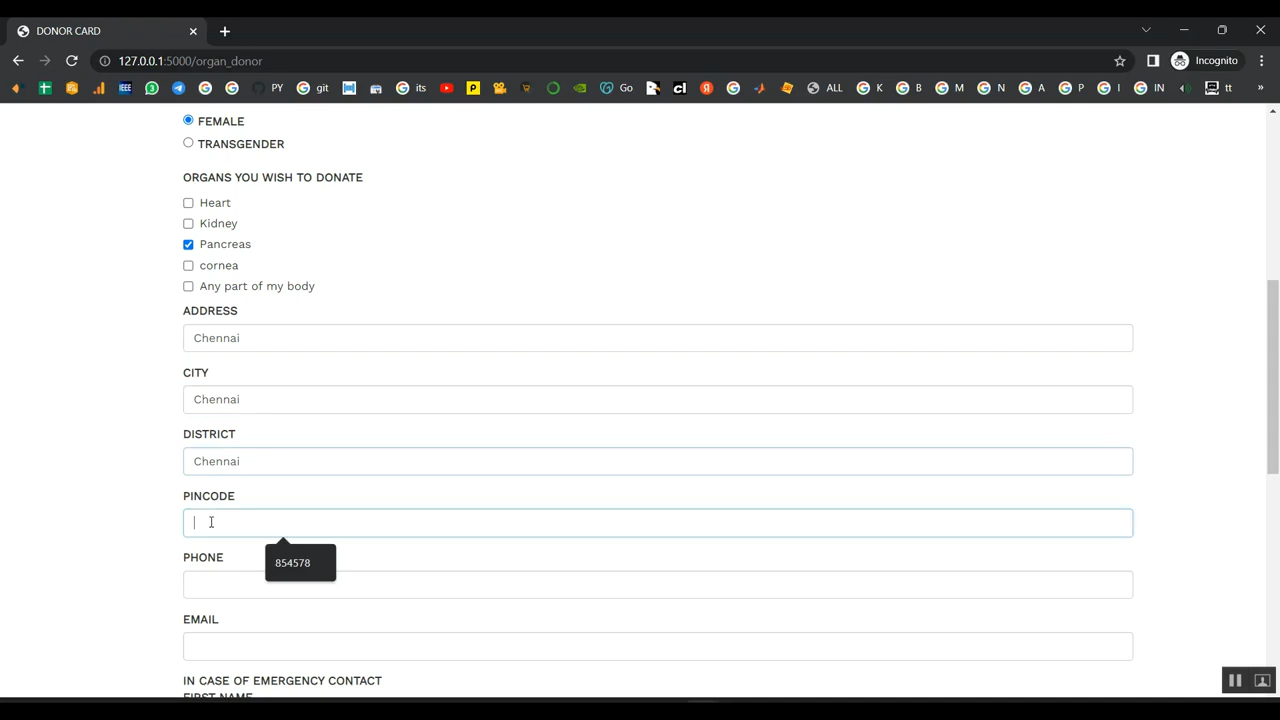 DONOR CARD
127.0.0.1:5000/organ_donor
Incognito
PY
git
its
Go
ALL
K
B
M
N
A
P
I
IN
tt
»
FEMALE
TRANSGENDER
ORGANS YOU WISH TO DONATE
Heart
Kidney
Pancreas
cornea
Any part of my body
ADDRESS
Chennai
CITY
Chennai
DISTRICT
Chennai
PINCODE
854578
PHONE
EMAIL
IN CASE OF EMERGENCY CONTACT
FIRST NAME